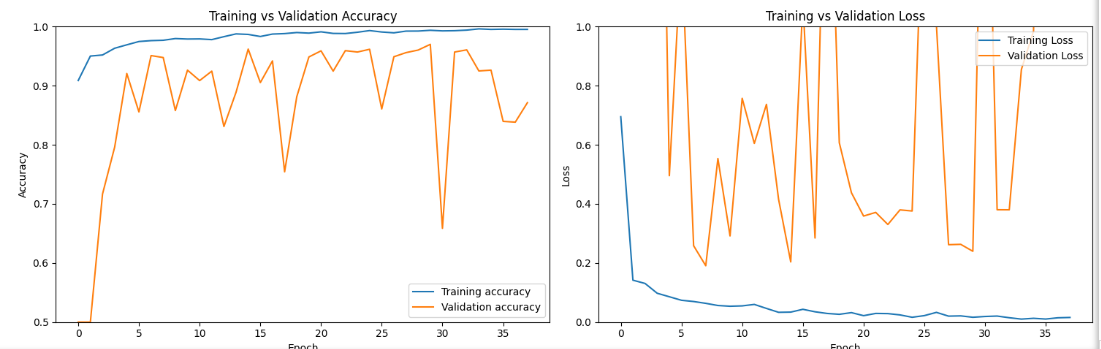 Training vs Validation Accuracy
1.0
0.9
0.8
0.7
0.6
0.5
Accuracy
0 5 10 15 20 25 30 35
Epoch
Training accuracy
Validation accuracy
Training vs Validation Loss
1.0
0.8
0.6
0.4
0.2
0.0
Loss
0 5 10 15 20 25 30 35
Epoch
Training Loss
Validation Loss